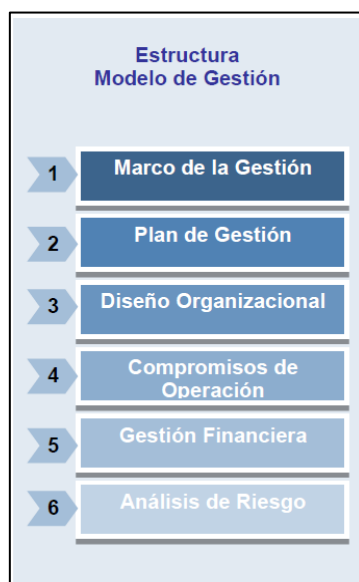 Estructura
Modelo de Gestión
1 Marco de la Gestión
2 Plan de Gestión
3 Diseño Organizacional
4 Compromisos de
Operación
5 Gestión Financiera
6 Análisis de Riesgo